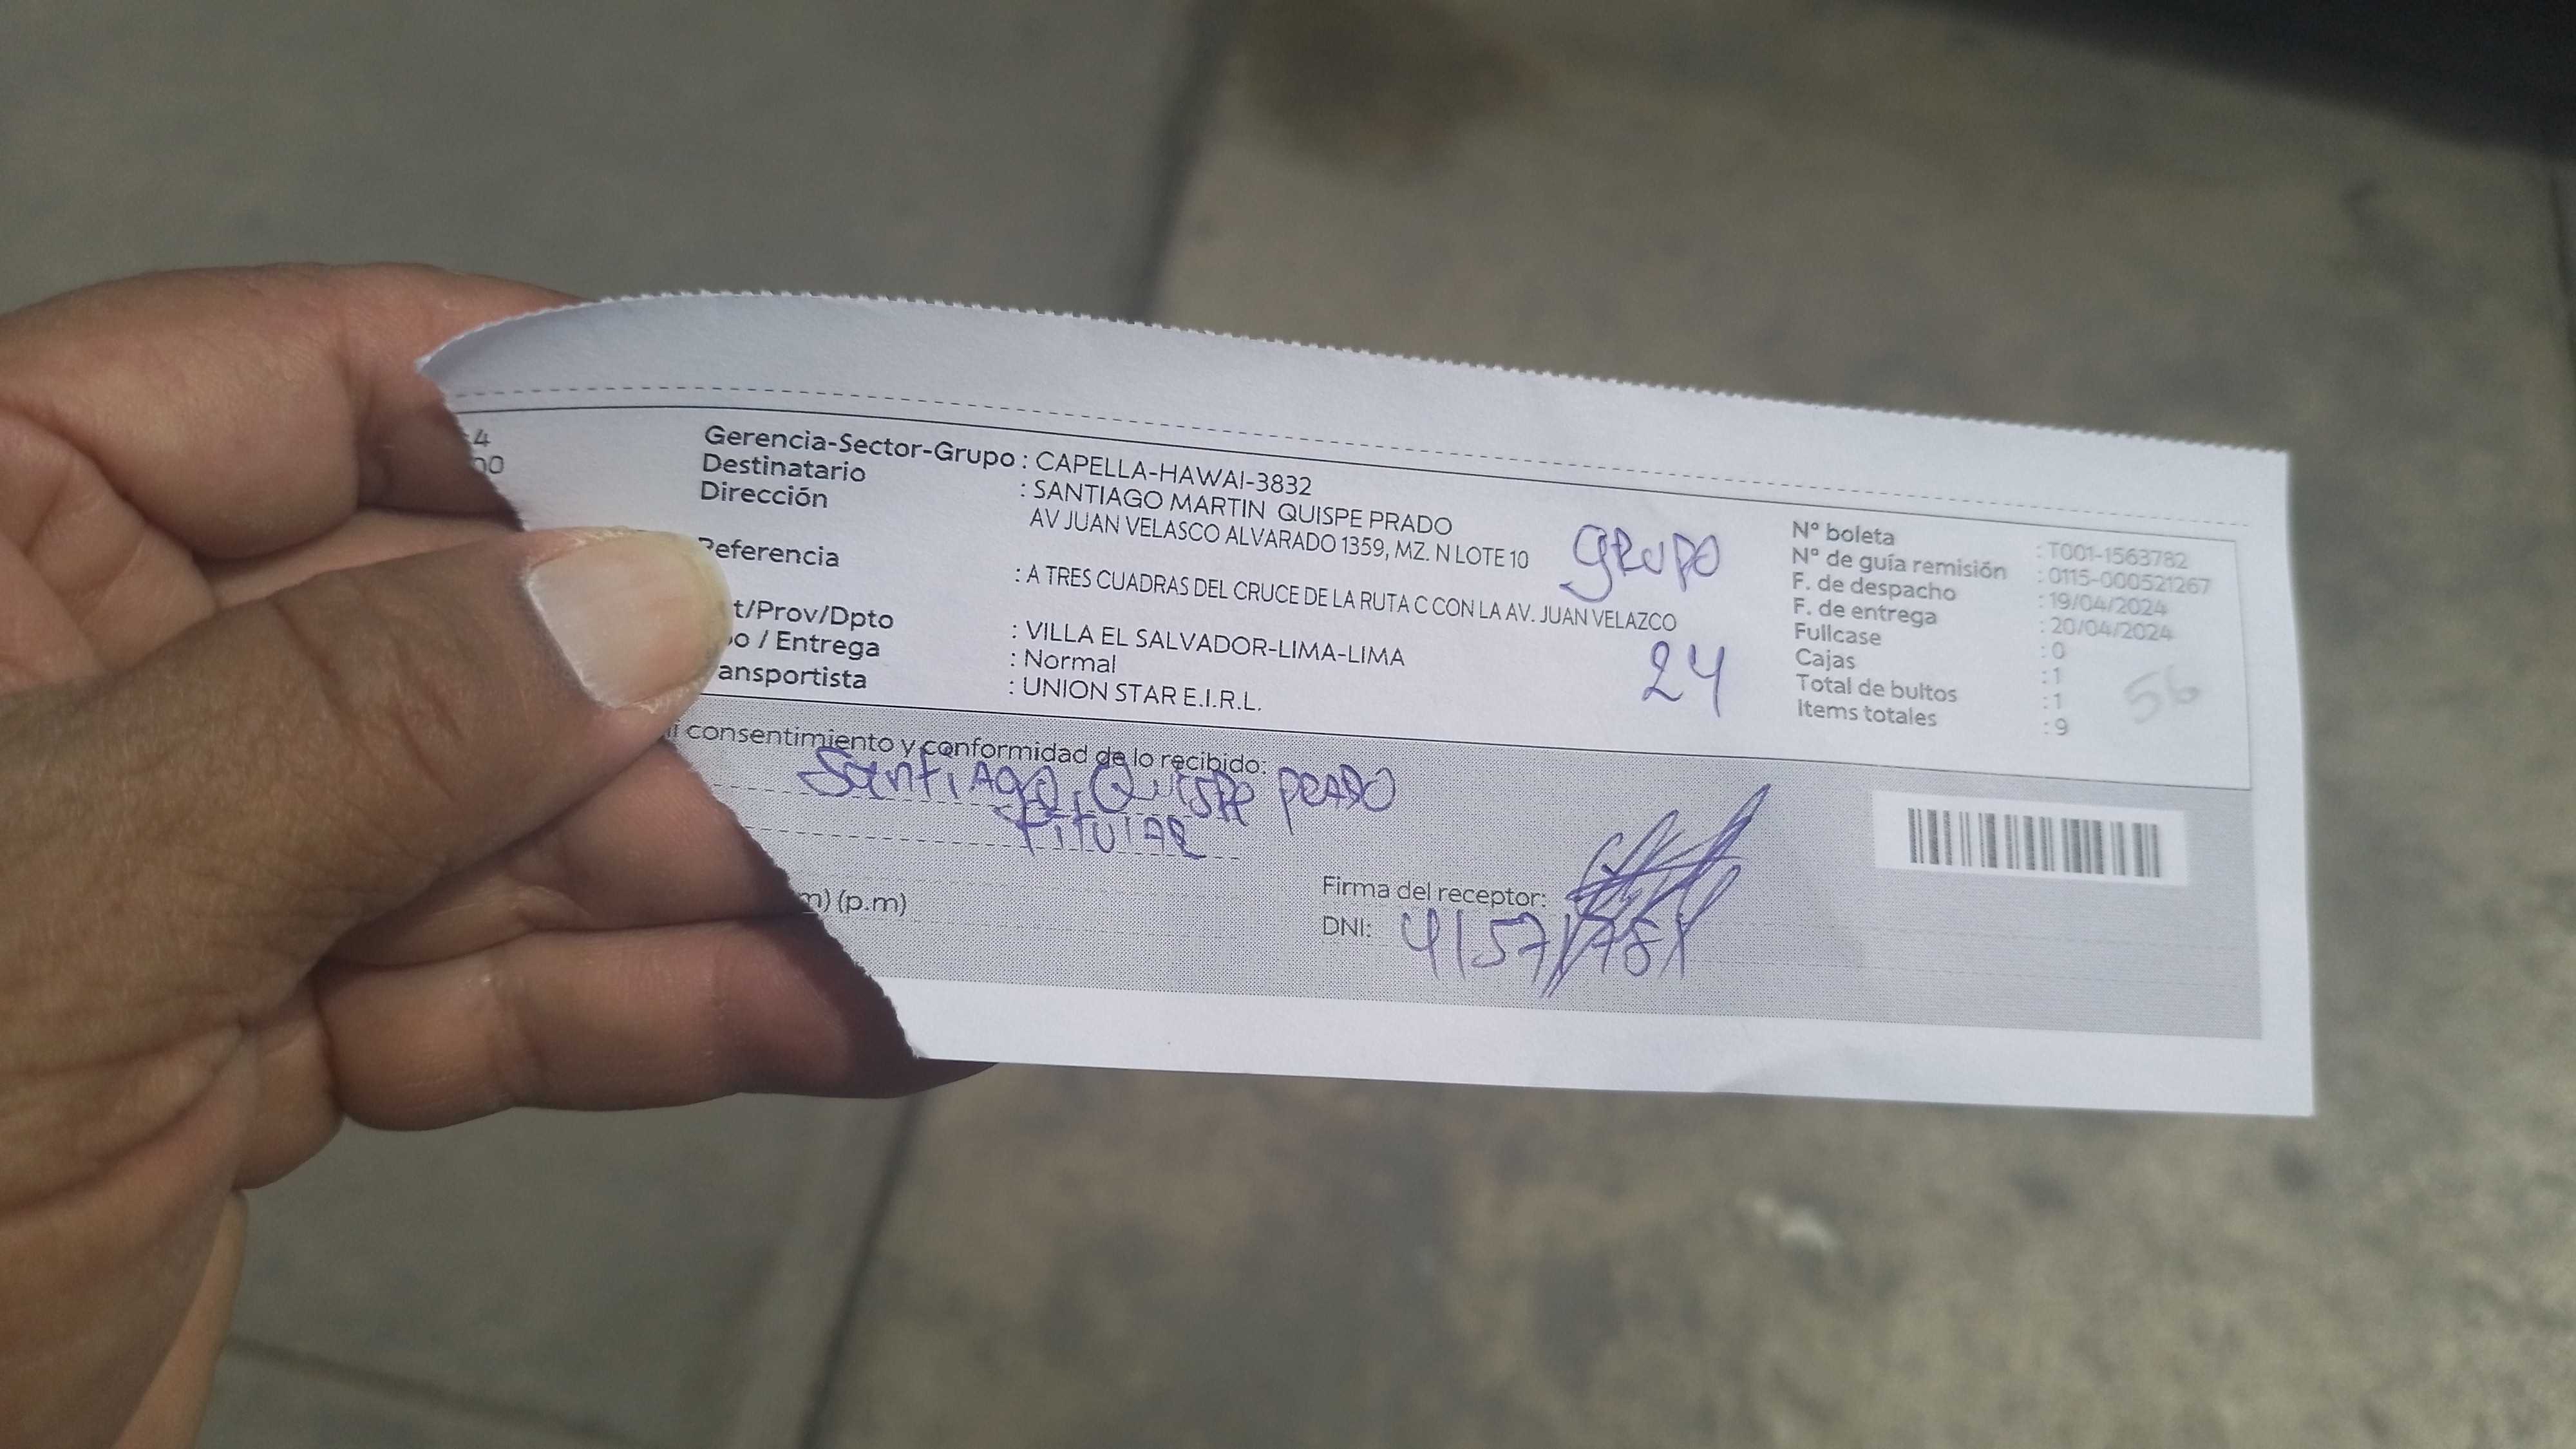 4
00
Gerencia-Sector-Grupo : CAPELLA-HAWAI-3832
Destinatario : SANTIAGO MARTIN QUISPE PRADO
Dirección AV JUAN VELASCO ALVARADO 1359, MZ. N LOTE 10
Grupo
Referencia : A TRES CUADRAS DEL CRUCE DE LA RUTA C CON LA AV. JUAN VELAZCO
t/Prov/Dpto : VILLA EL SALVADOR-LIMA-LIMA
o / Entrega : Normal
24
ansportista : UNION STAR E.I.R.L.
Nº boleta : T001-1563782
Nº de guía remisión : 0115-000521267
F. de despacho : 19/04/2024
F. de entrega : 20/04/2024
Fullcase : 0
Cajas : 1
Total de bultos : 1
Items totales : 9
56
i consentimiento y conformidad de lo recibido:
Santiago Quispe prado
titular
m) (p.m)
Firma del receptor:
DNI: